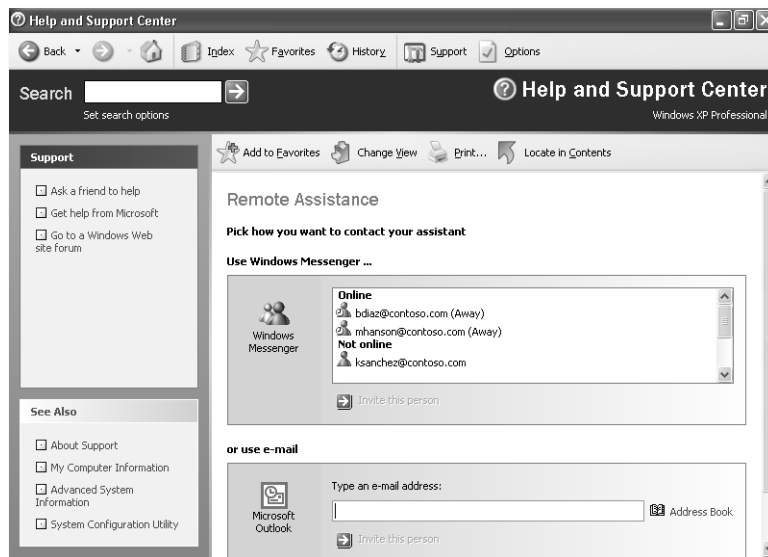 Help and Support Center
Back
Index
Favorites
History
Support
Options
Search
Set search options
Help and Support Center
Windows XP Professional
Support
Ask a friend to help
Get help from Microsoft
Go to a Windows Web
site forum
See Also
About Support
My Computer Information
Advanced System
Information
System Configuration Utility
Add to Favorites
Change View
Print...
Locate in Contents
Remote Assistance
Pick how you want to contact your assistant
Use Windows Messenger ...
Windows
Messenger
Online
bdiaz@contoso.com (Away)
mhanson@contoso.com (Away)
Not online
ksanchez@contoso.com
Invite this person
or use e-mail
Microsoft
Outlook
Type an e-mail address:
Address Book
Invite this person